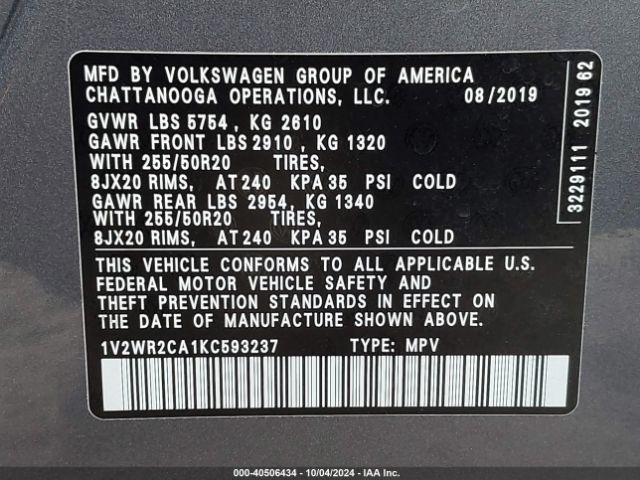 MFD BY VOLKSWAGEN GROUP OF AMERICA
CHATTANOOGA OPERATIONS, LLC. 08/2019
GVWR LBS 5754 , KG 2610
GAWR FRONT LBS 2910 , KG 1320
WITH 255/50R20 TIRES,
8JX20 RIMS, AT 240 KPA 35 PSI COLD
GAWR REAR LBS 2954 , KG 1340
WITH 255/50R20 TIRES,
8JX20 RIMS, AT 240 KPA 35 PSI COLD
THIS VEHICLE CONFORMS TO ALL APPLICABLE U.S.
FEDERAL MOTOR VEHICLE SAFETY AND
THEFT PREVENTION STANDARDS IN EFFECT ON
THE DATE OF MANUFACTURE SHOWN ABOVE.
1V2WR2CA1KC593237 TYPE: MPV
3229111 2019 62
00-40506434 - 10/04/2024 - IAA Inc.